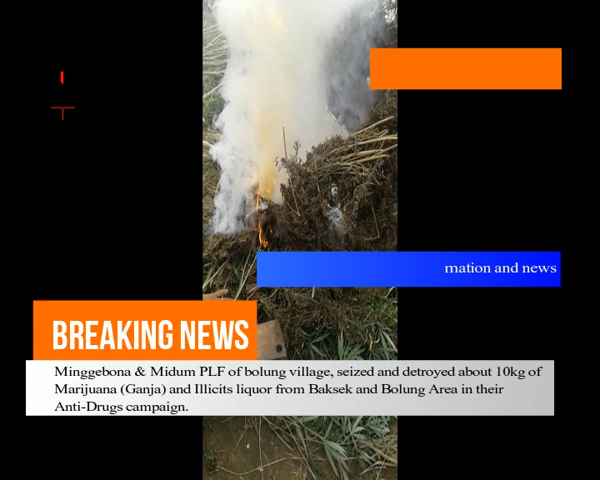 mation and news
BREAKING NEWS
Minggebona & Midum PLF of bolung village, seized and detroyed about 10kg of
Marijuana (Ganja) and Illicits liquor from Baksek and Bolung Area in their
Anti-Drugs campaign.